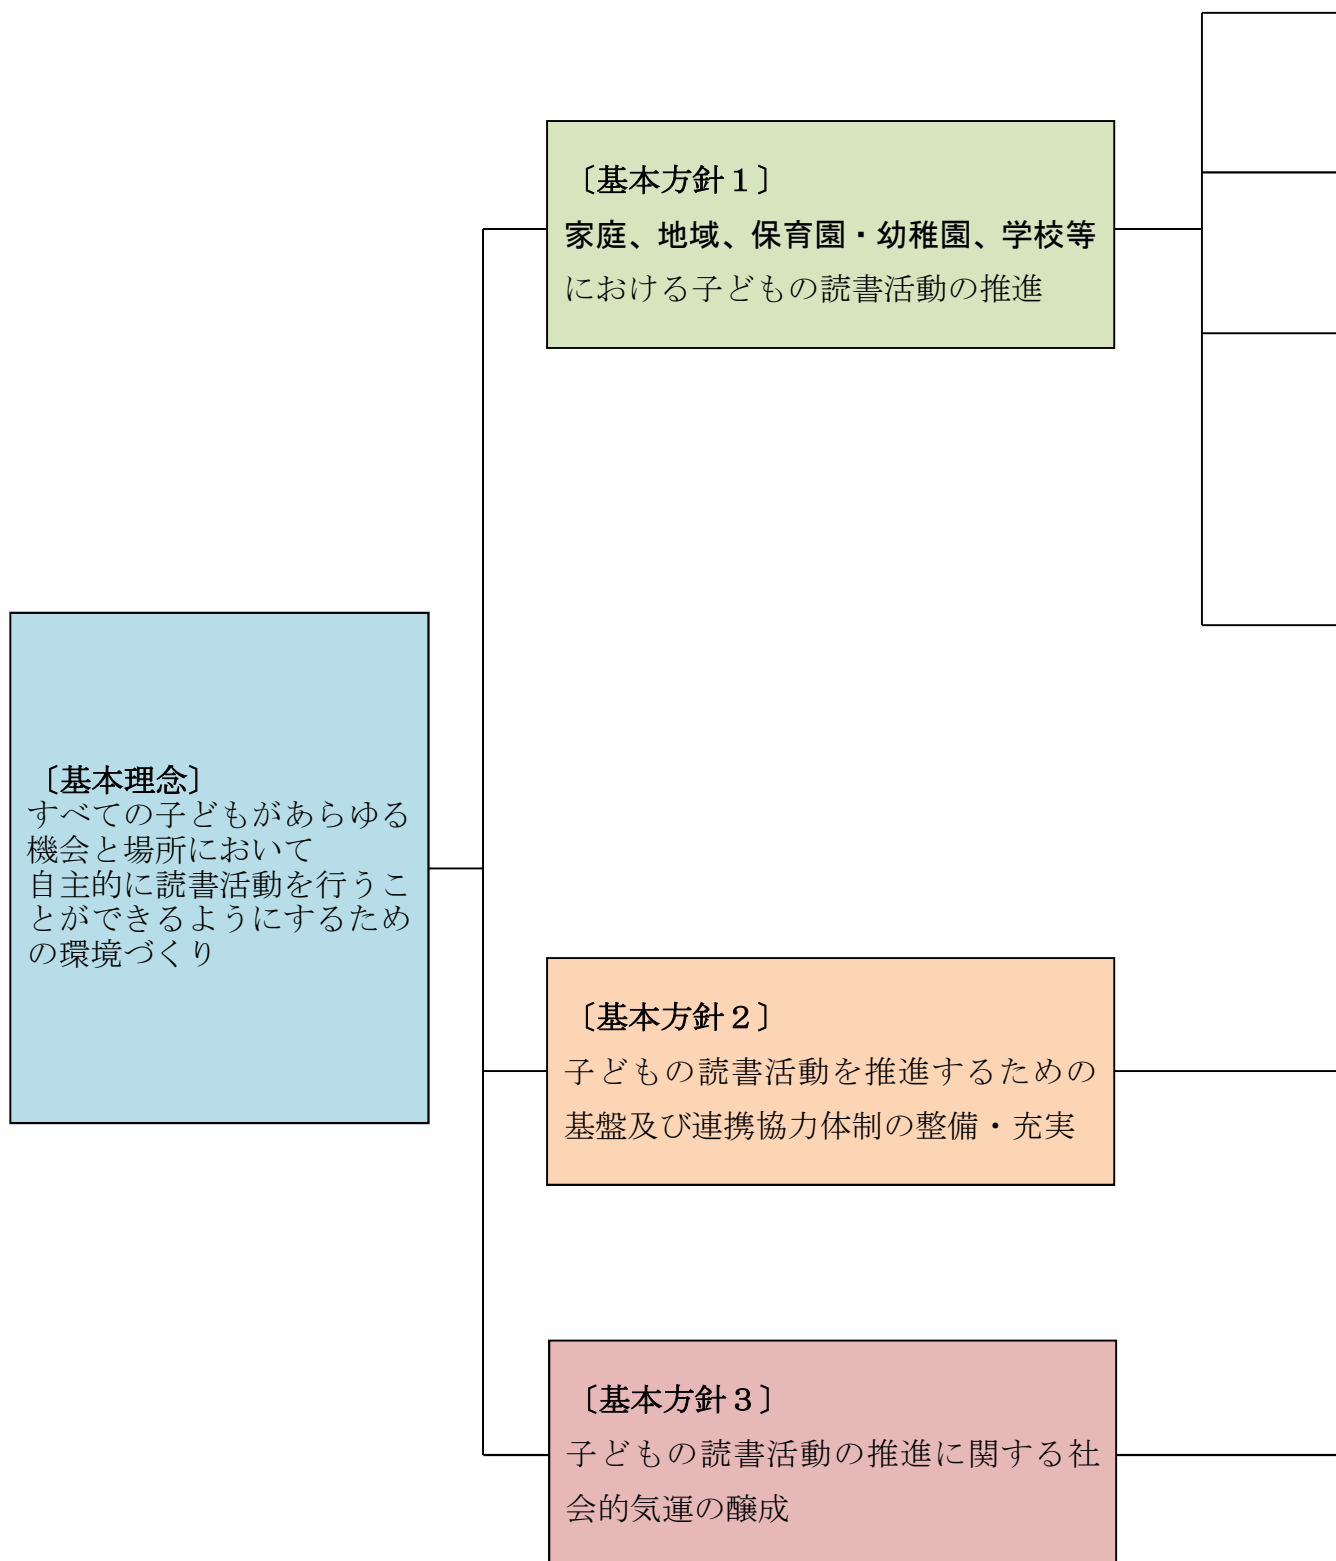 〔基本方針１〕
家庭、地域、保育園・幼稚園、学校等
における子どもの読書活動の推進
〔基本理念〕
すべての子どもがあらゆる
機会と場所において
自主的に読書活動を行うこ
とができるようにするため
の環境づくり
〔基本方針２〕
子どもの読書活動を推進するための
基盤及び連携協力体制の整備・充実
〔基本方針３〕
子どもの読書活動の推進に関する社
会的気運の醸成